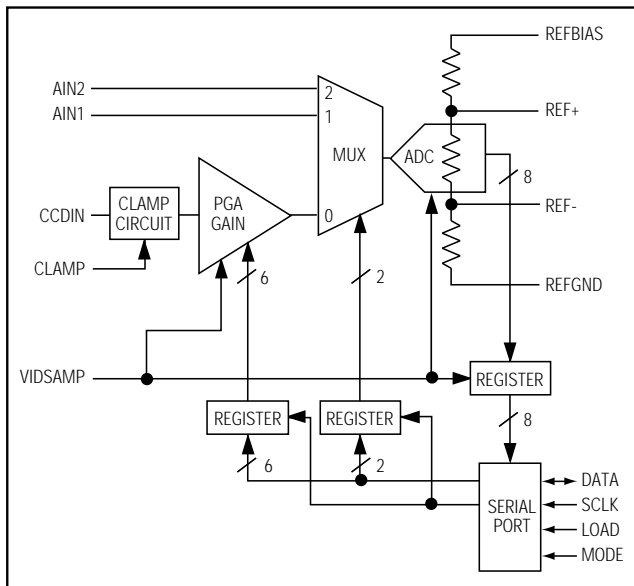 REFBIAS
AIN2
2
AIN1
1
REF+
MUX
ADC
8
CLAMP
CIRCUIT
PGA
GAIN
CCDIN
0
REF-
CLAMP
6
2
REFGND
VIDSAMP
REGISTER
REGISTER
REGISTER
8
6
2
DATA
SERIAL
PORT
SCLK
LOAD
MODE